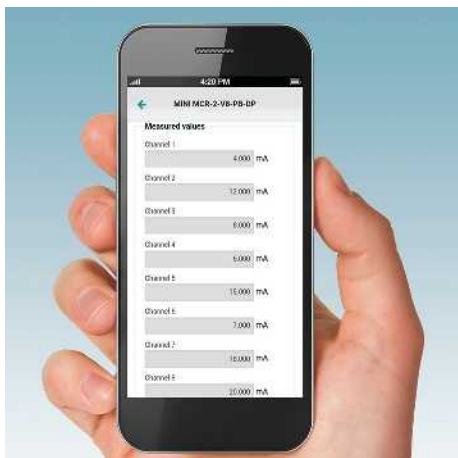 4:20 PM
MINI MCR-2-V8-PB-DP
Measured values
Channel 1
4.000 mA
Channel 2
12.000 mA
Channel 3
mA
Channel 4
mA
Channel 5
15.000 mA
Channel 6
7.000 mA
Channel 7
mA
Channel 8
20.000 mA